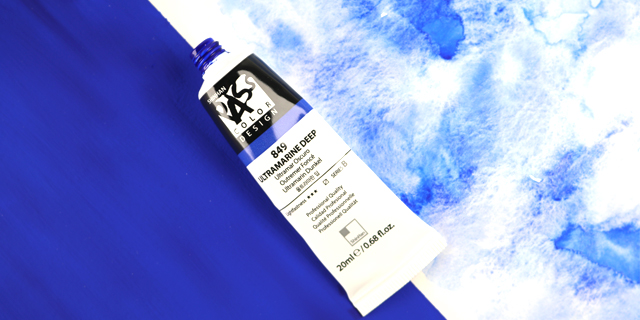 COLOR
DESIGN
849
ULTRAMARINE DEEP
Ultramar Oscuro
Outremer Foncé
Ultramarin Dunkel
Lightfastness
Professional Quality
Calidad Profesional
Qualité Professionnelle
Professionell-Qualität
20ml ℮ / 0.68 fl.oz.